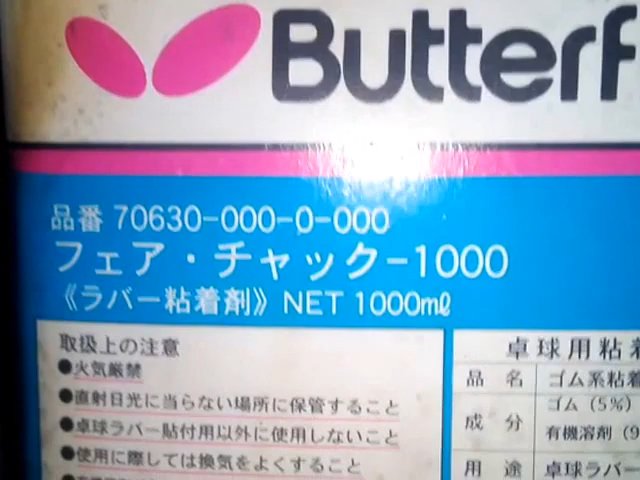 Butterf
品番 70630-000-0-000
フェア・チャック-1000
《ラバー粘着剤》NET 1000mℓ
取扱上の注意
●火気厳禁
●直射日光に当らない場所に保管すること
●卓球ラバー貼付用以外に使用しないこと
●使用に際しては換気をよくすること
卓球用粘着
品 名 ゴム系粘着
成 分 ゴム(5%)
有機溶剤(9
用 途 卓球ラバー